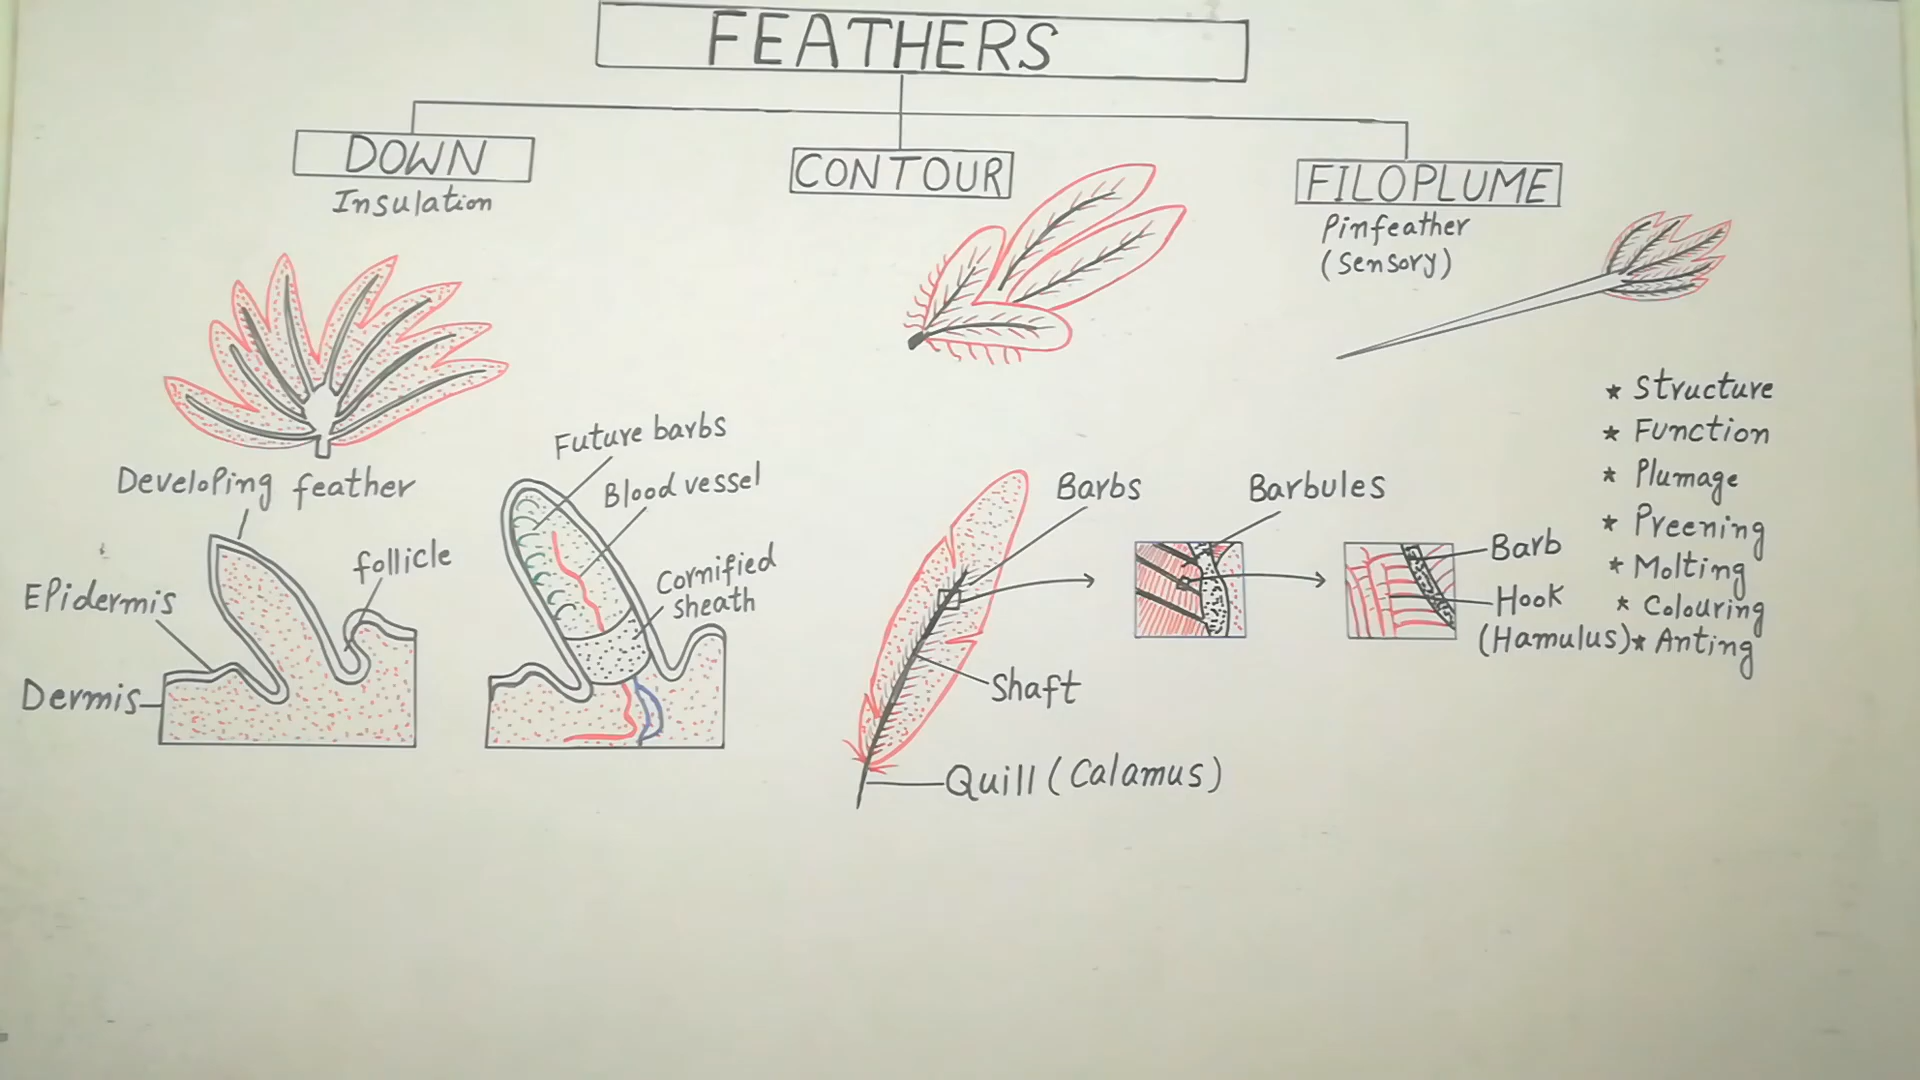 FEATHERS
DOWN
Insulation
CONTOUR
FILOPLUME
Pinfeather
(Sensory)
Developing feather
Epidermis
Dermis
follicle
Future barbs
Blood vessel
Cornified
sheath
Barbs
Shaft
Quill (Calamus)
Barbules
Barb
Hook
(Hamulus)
★ Structure
★ Function
★ Plumage
★ Preening
★ Molting
★ Colouring
★ Anting